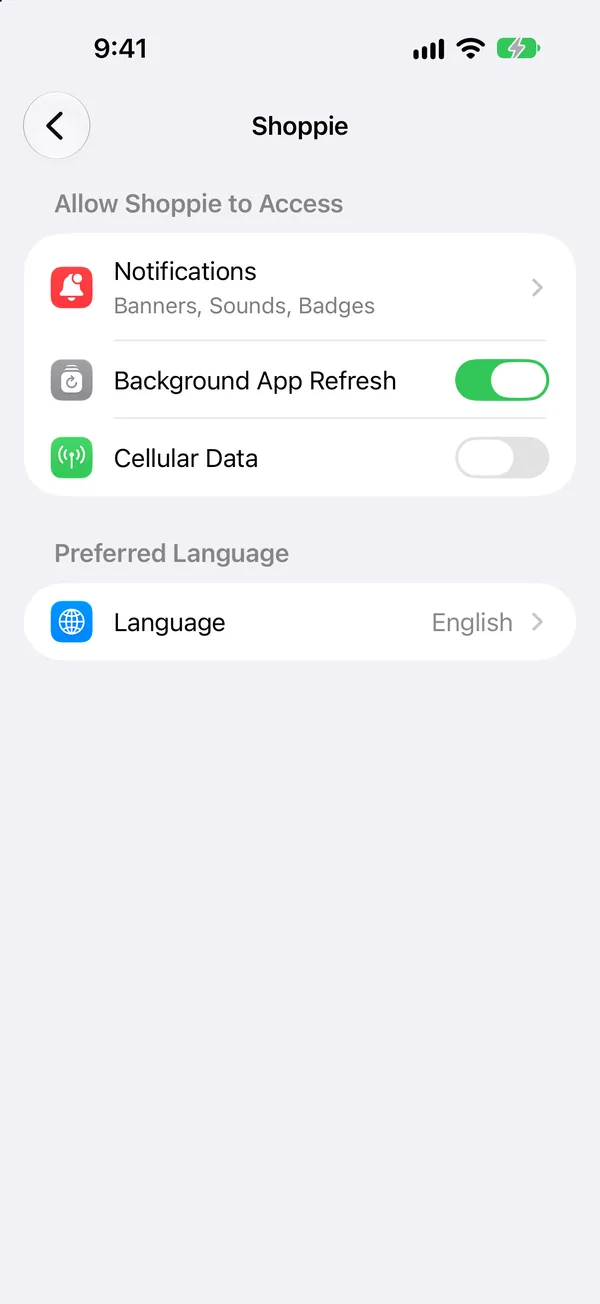 9:41
Shoppie
Allow Shoppie to Access
Notifications
Banners, Sounds, Badges
Background App Refresh
Cellular Data
Preferred Language
Language English